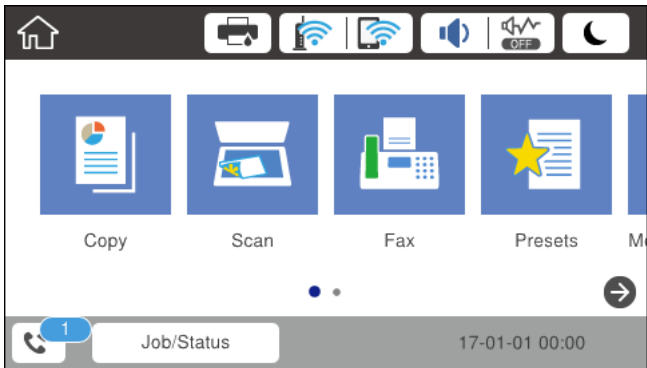 OFF
Copy
Scan
Fax
Presets
1
Job/Status
17-01-01 00:00